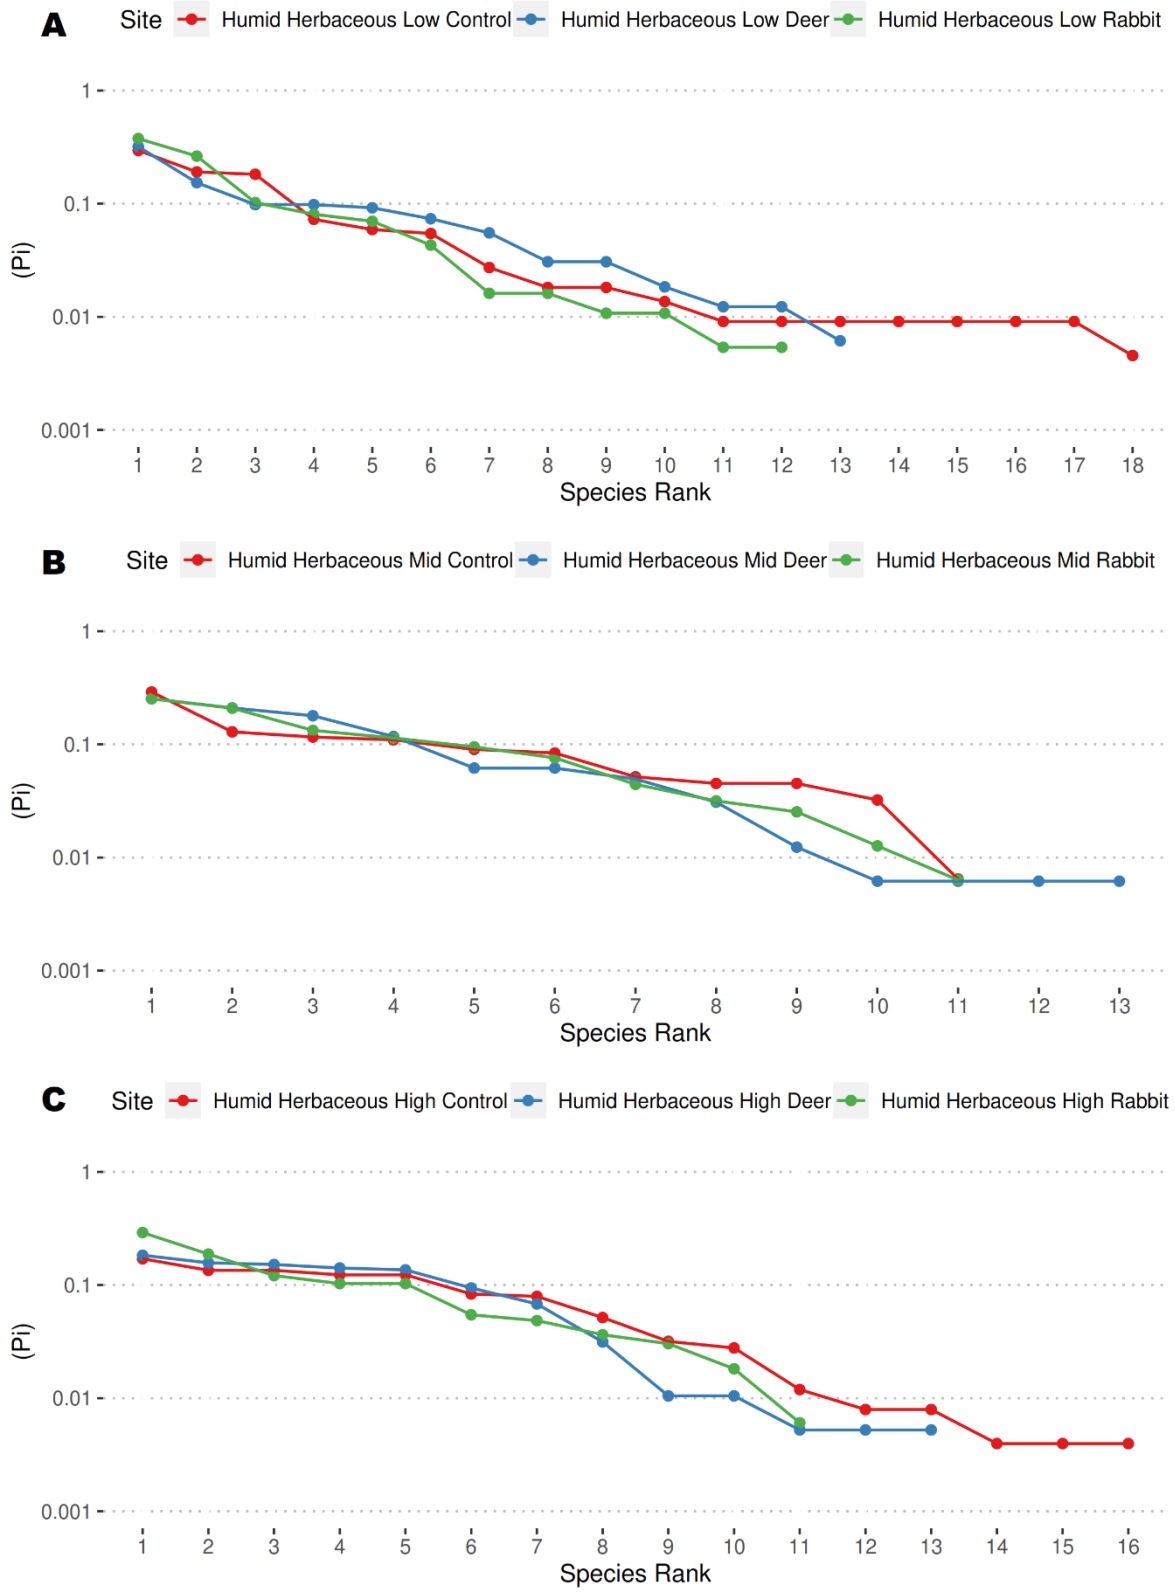 A Site Humid Herbaceous Low Control Humid Herbaceous Low Deer Humid Herbaceous Low Rabbit
1
0.1
(Pi)
0.01
0.001
1 2 3 4 5 6 7 8 9 10 11 12 13 14 15 16 17 18
Species Rank
B Site Humid Herbaceous Mid Control Humid Herbaceous Mid Deer Humid Herbaceous Mid Rabbit
1
0.1
(Pi)
0.01
0.001
1 2 3 4 5 6 7 8 9 10 11 12 13
Species Rank
C Site Humid Herbaceous High Control Humid Herbaceous High Deer Humid Herbaceous High Rabbit
1
0.1
(Pi)
0.01
0.001
1 2 3 4 5 6 7 8 9 10 11 12 13 14 15 16
Species Rank